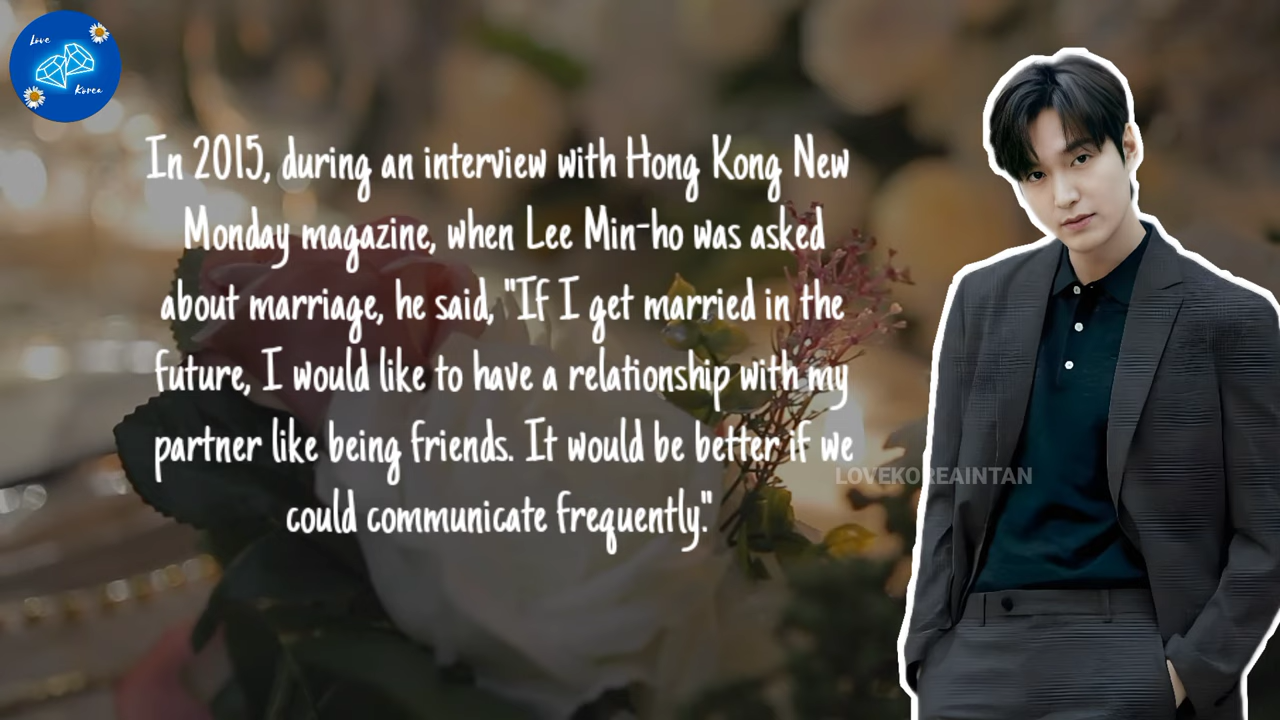 Love
Korea
In 2015, during an interview with Hong Kong New
Monday magazine, when Lee Min-ho was asked
about marriage, he said, "If I get married in the
future, I would like to have a relationship with my
partner like being friends. It would be better if we
could communicate frequently."
LOVEKOREAINTAN